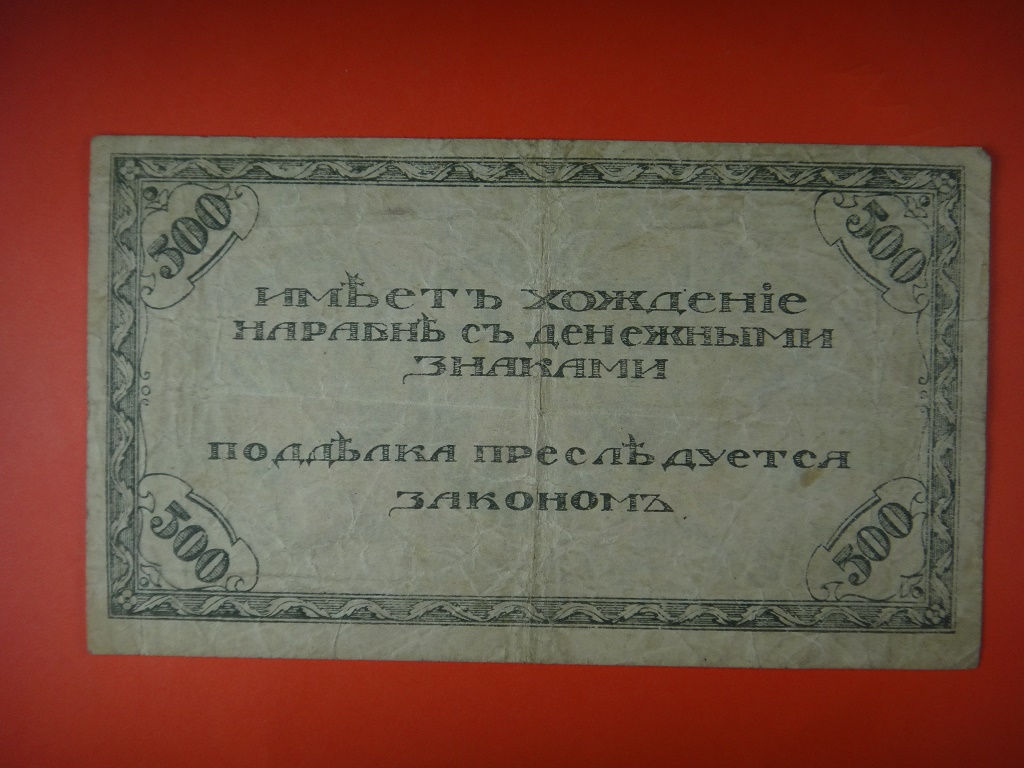 500 500
имѣетъ хожденіе
наравнѣ съ денежными
знаками
поддѣлка преслѣдуется
закономъ
500 500